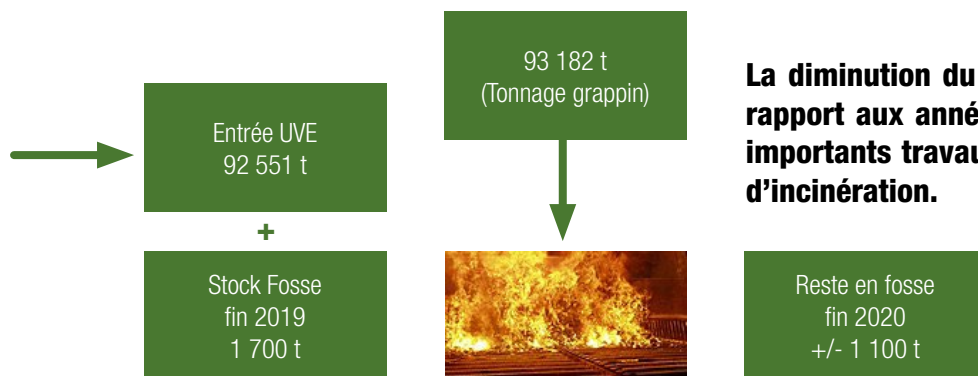 Entrée UVE
92 551 t
+
Stock Fosse
fin 2019
1 700 t
93 182 t
(Tonnage grappin)
La diminution du
rapport aux anné
importants travau
d'incinération.
Reste en fosse
fin 2020
+/- 1 100 t